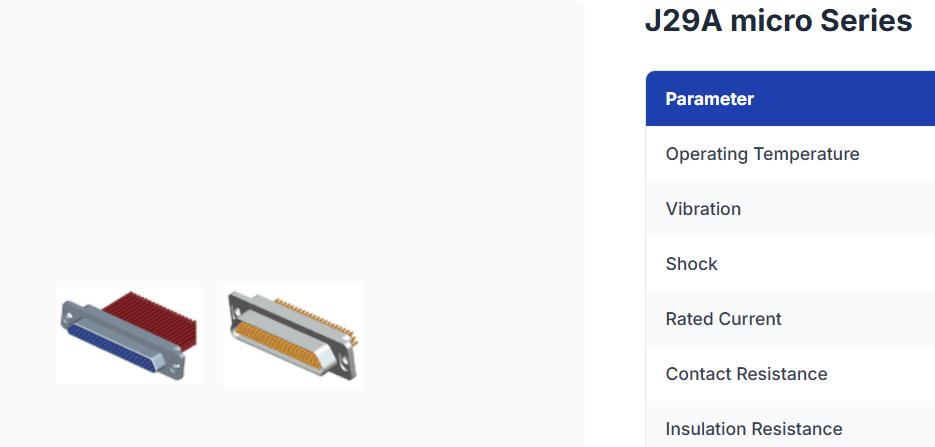 J29A micro Series
Parameter
Operating Temperature
Vibration
Shock
Rated Current
Contact Resistance
Insulation Resistance